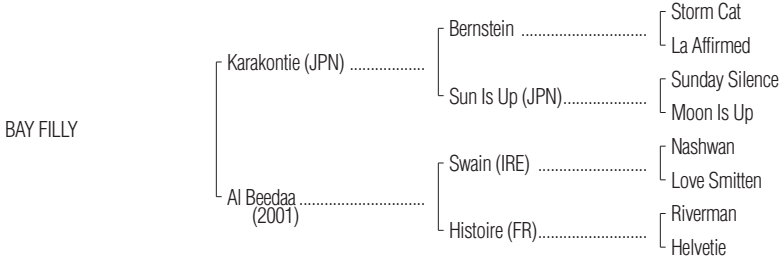 Storm Cat
Bernstein ..............................
La Affirmed
Karakontie (JPN) ..................
Sunday Silence
Sun Is Up (JPN)....................
Moon Is Up
BAY FILLY
Nashwan
Swain (IRE) ..........................
Love Smitten
Al Beedaa ..............................
(2001)
Riverman
Histoire (FR)..........................
Helvetie